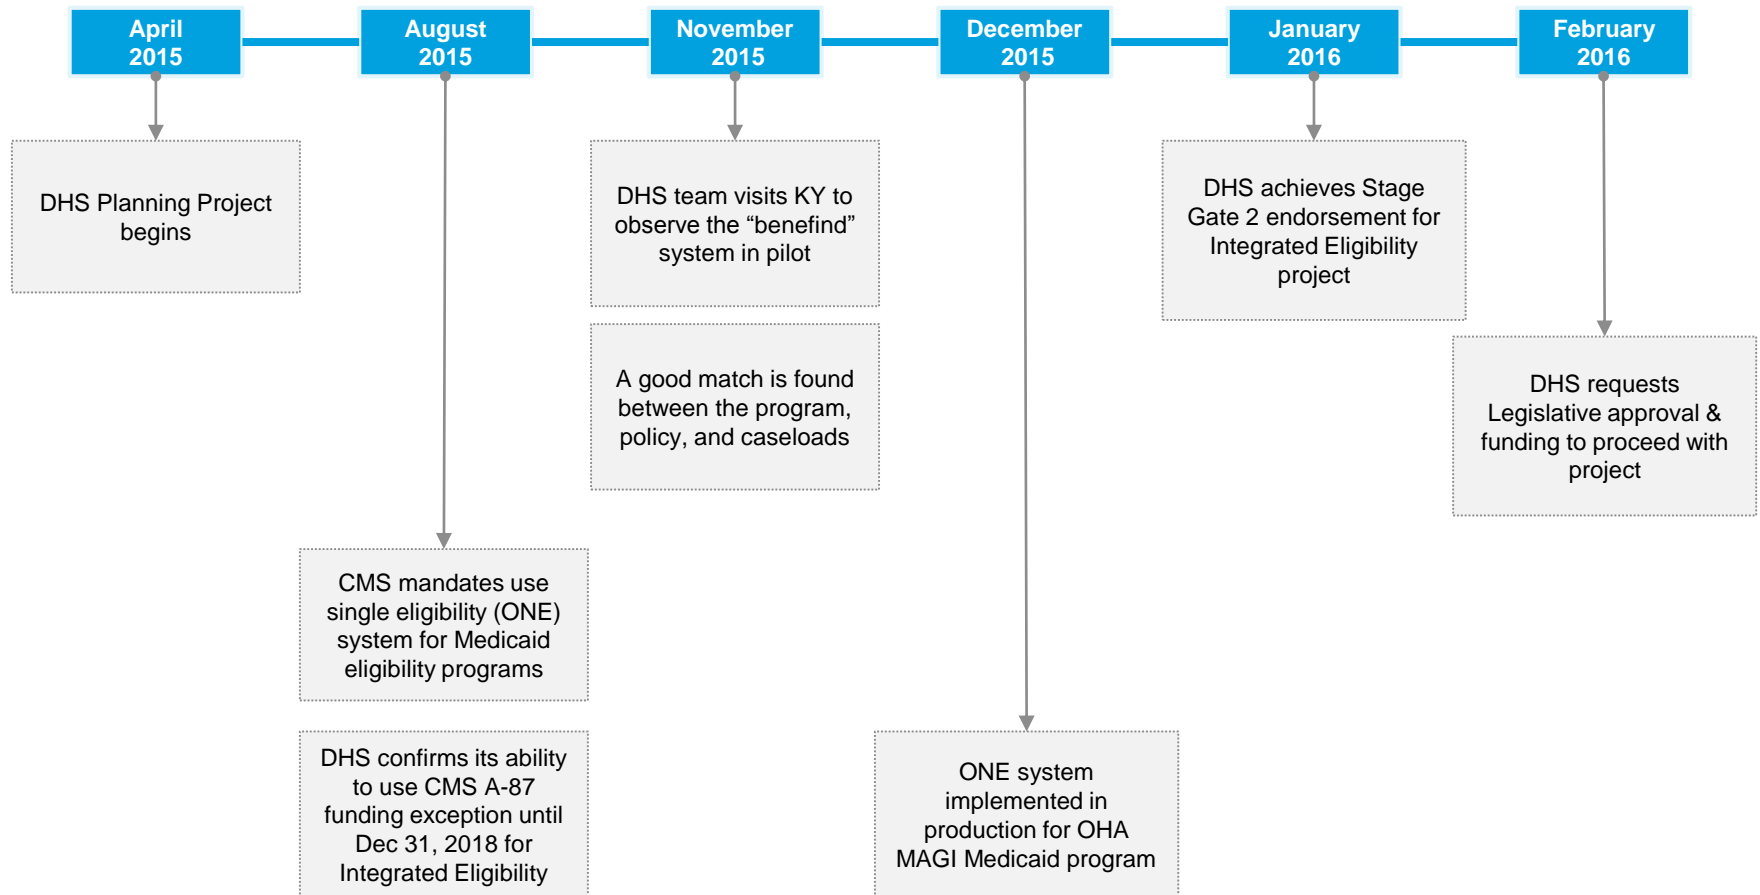 April
2015
August
2015
November
2015
December
2015
January
2016
February
2016
DHS Planning Project
begins
CMS mandates use
single eligibility (ONE)
system for Medicaid
eligibility programs
DHS confirms its ability
to use CMS A-87
funding exception until
Dec 31, 2018 for
Integrated Eligibility
DHS team visits KY to
observe the “benefind”
system in pilot
A good match is found
between the program,
policy, and caseloads
ONE system
implemented in
production for OHA
MAGI Medicaid program
DHS achieves Stage
Gate 2 endorsement for
Integrated Eligibility
project
DHS requests
Legislative approval &
funding to proceed with
project